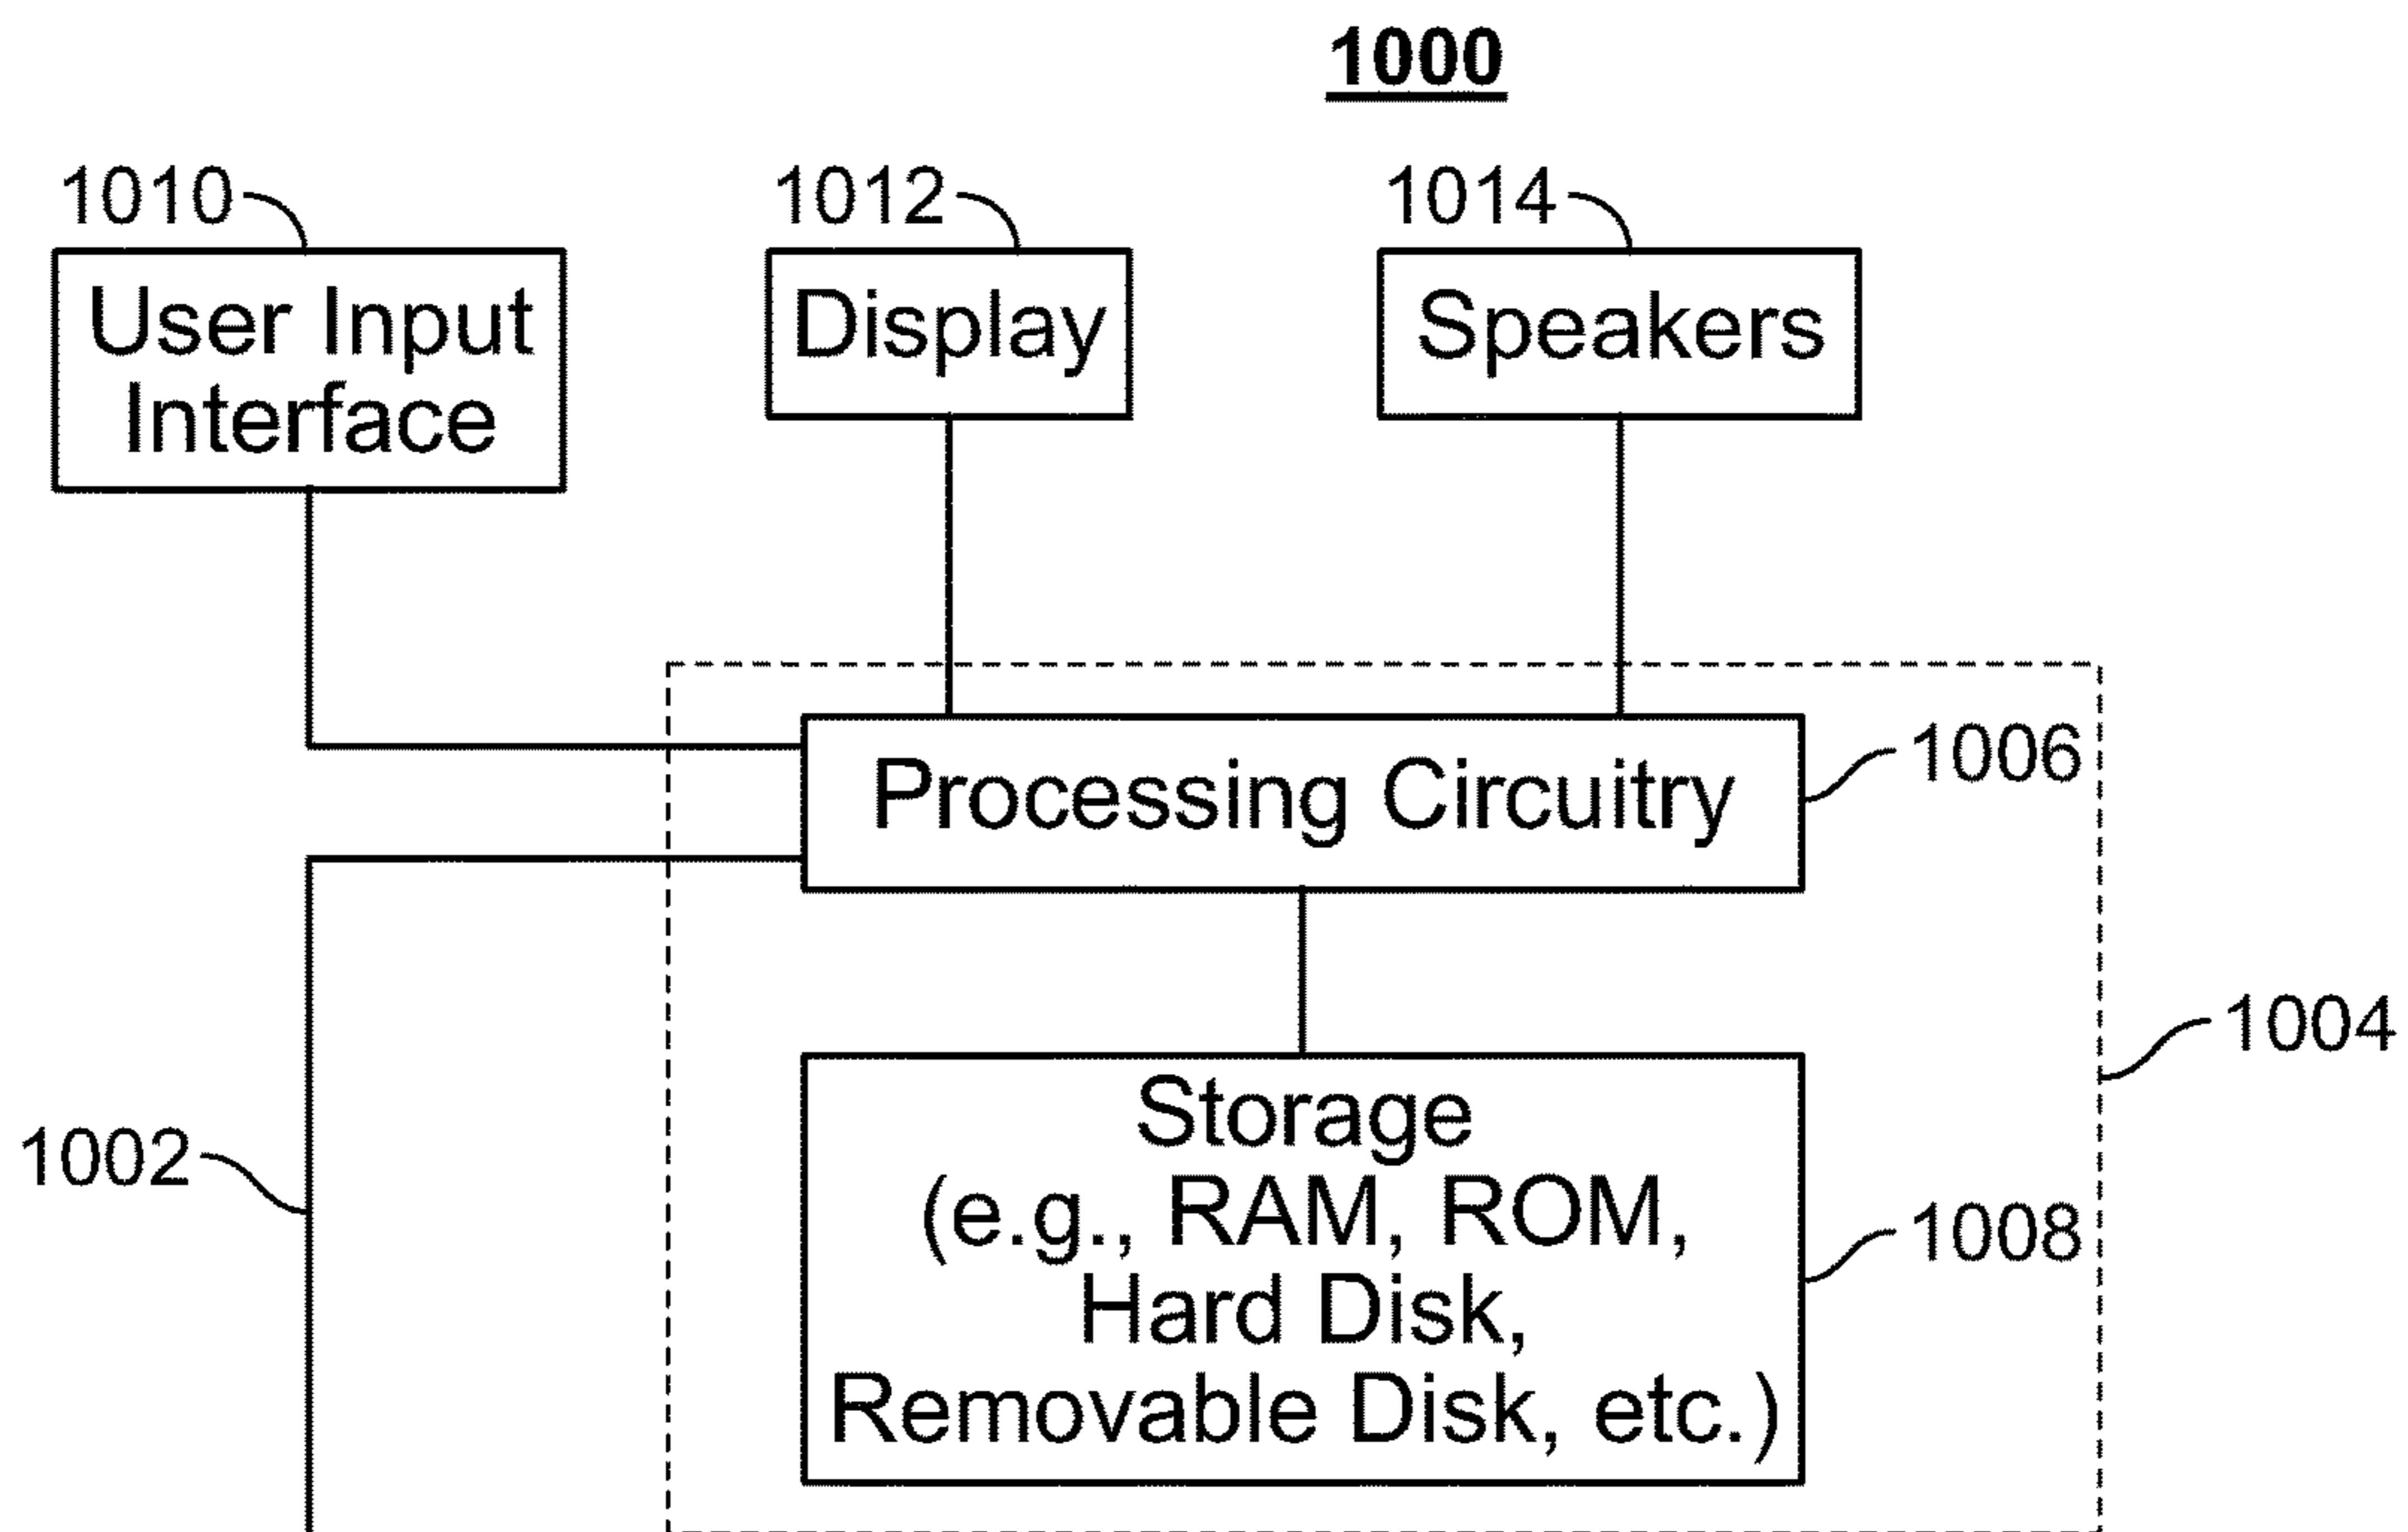 1000
1010
1012
1014
User Input
Interface
Display
Speakers
Processing Circuitry
1006
1004
1002
Storage
(e.g., RAM, ROM,
Hard Disk,
Removable Disk, etc.)
1008